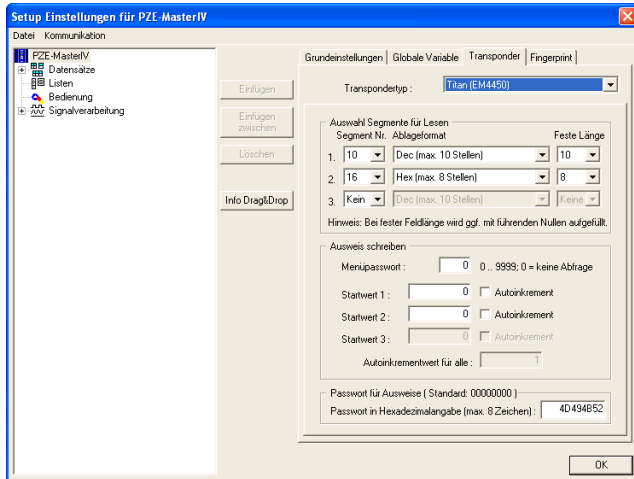 Setup Einstellungen für PZE-MasterIV
Datei Kommunikation
PZE-MasterIV
Datensätze
Listen
Bedienung
Signalverarbeitung
Einfügen
Einfügen
zwischen
Löschen
Info Drag&Drop
Grundeinstellungen Globale Variable Transponder Fingerprint
Transpondertyp : Titan (EM4450)
Auswahl Segmente für Lesen
Segment Nr. Ablageformat Feste Länge
1. 10 Dec (max. 10 Stellen) 10
2. 16 Hex (max. 8 Stellen) 8
3. Kein Dec (max. 10 Stellen) Keine
Hinweis: Bei fester Feldlänge wird ggf. mit führenden Nullen aufgefüllt.
Ausweis schreiben
Menüpasswort : 0 0 .. 9999; 0 = keine Abfrage
Startwert 1 : 0 Autoinkrement
Startwert 2 : 0 Autoinkrement
Startwert 3 : 0 Autoinkrement
Autoinkrementwert für alle : 1
Passwort für Ausweise ( Standard: 00000000 )
Passwort in Hexadezimalangabe (max. 8 Zeichen) : 4D494B52
OK